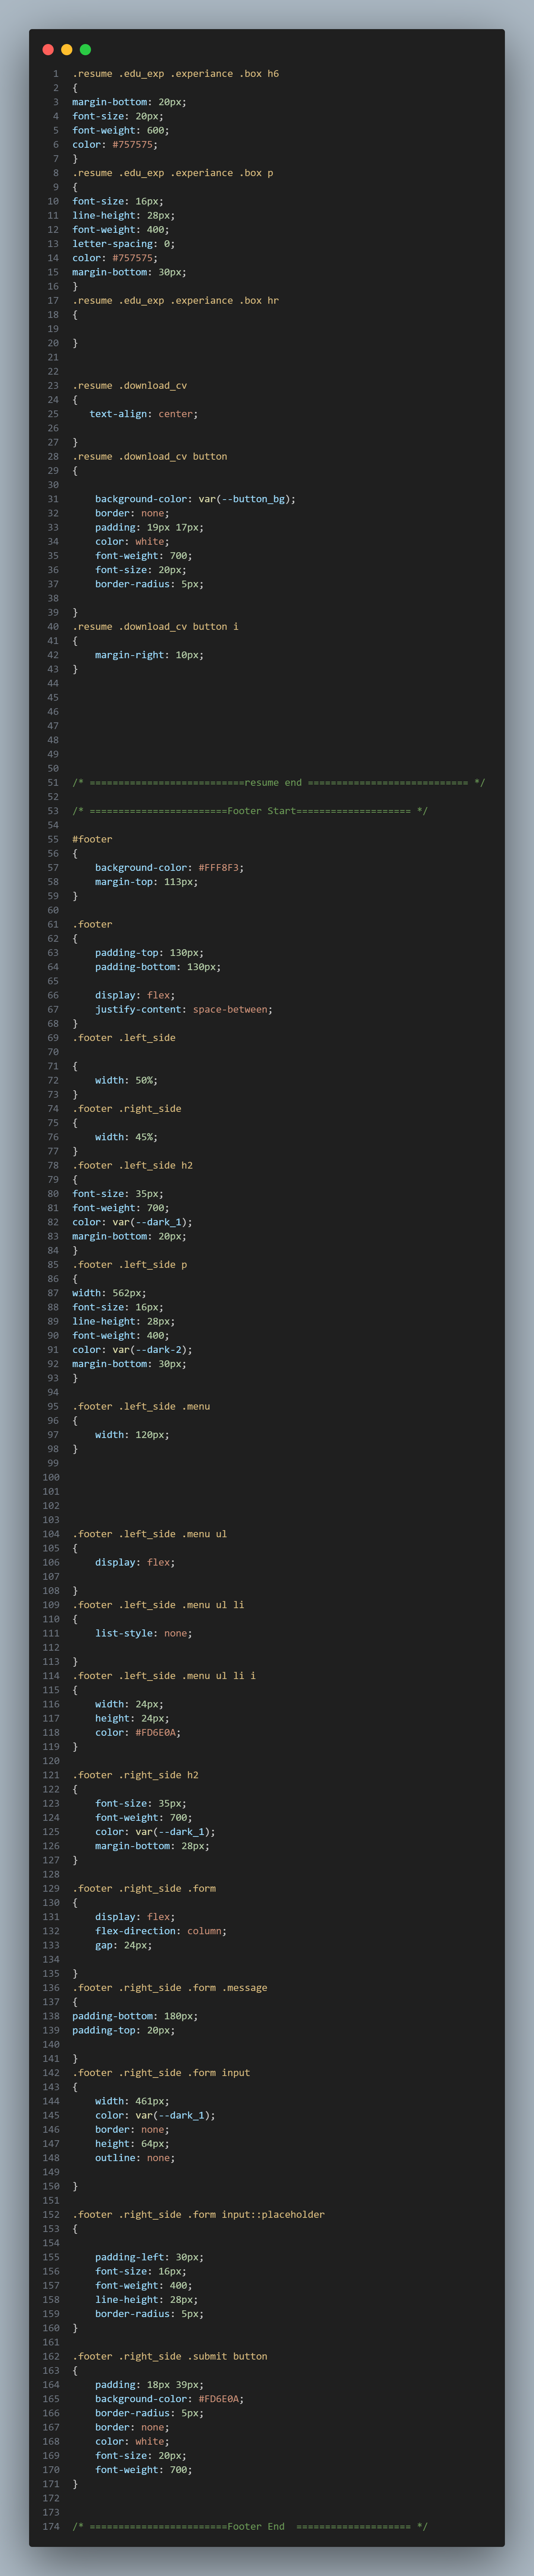 1 .resume .edu_exp .experiance .box h6
2 {
3 margin-bottom: 20px;
4 font-size: 20px;
5 font-weight: 600;
6 color: #757575;
7 }
8 .resume .edu_exp .experiance .box p
9 {
10 font-size: 16px;
11 line-height: 28px;
12 font-weight: 400;
13 letter-spacing: 0;
14 color: #757575;
15 margin-bottom: 30px;
16 }
17 .resume .edu_exp .experiance .box hr
18 {
19
20 }
21
22
23 .resume .download_cv
24 {
25    text-align: center;
26
27 }
28 .resume .download_cv button
29 {
30
31     background-color: var(--button_bg);
32     border: none;
33     padding: 19px 17px;
34     color: white;
35     font-weight: 700;
36     font-size: 20px;
37     border-radius: 5px;
38
39 }
40 .resume .download_cv button i
41 {
42     margin-right: 10px;
43 }
44
45
46
47
48
49
50
51 /* ===========================resume end ============================ */
52
53 /* ========================Footer Start==================== */
54
55 #footer
56 {
57     background-color: #FFF8F3;
58     margin-top: 113px;
59 }
60
61 .footer
62 {
63     padding-top: 130px;
64     padding-bottom: 130px;
65
66     display: flex;
67     justify-content: space-between;
68 }
69 .footer .left_side
70
71 {
72     width: 50%;
73 }
74 .footer .right_side
75 {
76     width: 45%;
77 }
78 .footer .left_side h2
79 {
80 font-size: 35px;
81 font-weight: 700;
82 color: var(--dark_1);
83 margin-bottom: 20px;
84 }
85 .footer .left_side p
86 {
87 width: 562px;
88 font-size: 16px;
89 line-height: 28px;
90 font-weight: 400;
91 color: var(--dark-2);
92 margin-bottom: 30px;
93 }
94
95 .footer .left_side .menu
96 {
97     width: 120px;
98 }
99
100
101
102
103
104 .footer .left_side .menu ul
105 {
106     display: flex;
107
108 }
109 .footer .left_side .menu ul li
110 {
111     list-style: none;
112
113 }
114 .footer .left_side .menu ul li i
115 {
116     width: 24px;
117     height: 24px;
118     color: #FD6E0A;
119 }
120
121 .footer .right_side h2
122 {
123     font-size: 35px;
124     font-weight: 700;
125     color: var(--dark_1);
126     margin-bottom: 28px;
127 }
128
129 .footer .right_side .form
130 {
131     display: flex;
132     flex-direction: column;
133     gap: 24px;
134
135 }
136 .footer .right_side .form .message
137 {
138 padding-bottom: 180px;
139 padding-top: 20px;
140
141 }
142 .footer .right_side .form input
143 {
144     width: 461px;
145     color: var(--dark_1);
146     border: none;
147     height: 64px;
148     outline: none;
149
150 }
151
152 .footer .right_side .form input::placeholder
153 {
154
155     padding-left: 30px;
156     font-size: 16px;
157     font-weight: 400;
158     line-height: 28px;
159     border-radius: 5px;
160 }
161
162 .footer .right_side .submit button
163 {
164     padding: 18px 39px;
165     background-color: #FD6E0A;
166     border-radius: 5px;
167     border: none;
168     color: white;
169     font-size: 20px;
170     font-weight: 700;
171 }
172
173
174 /* ========================Footer End  ==================== */